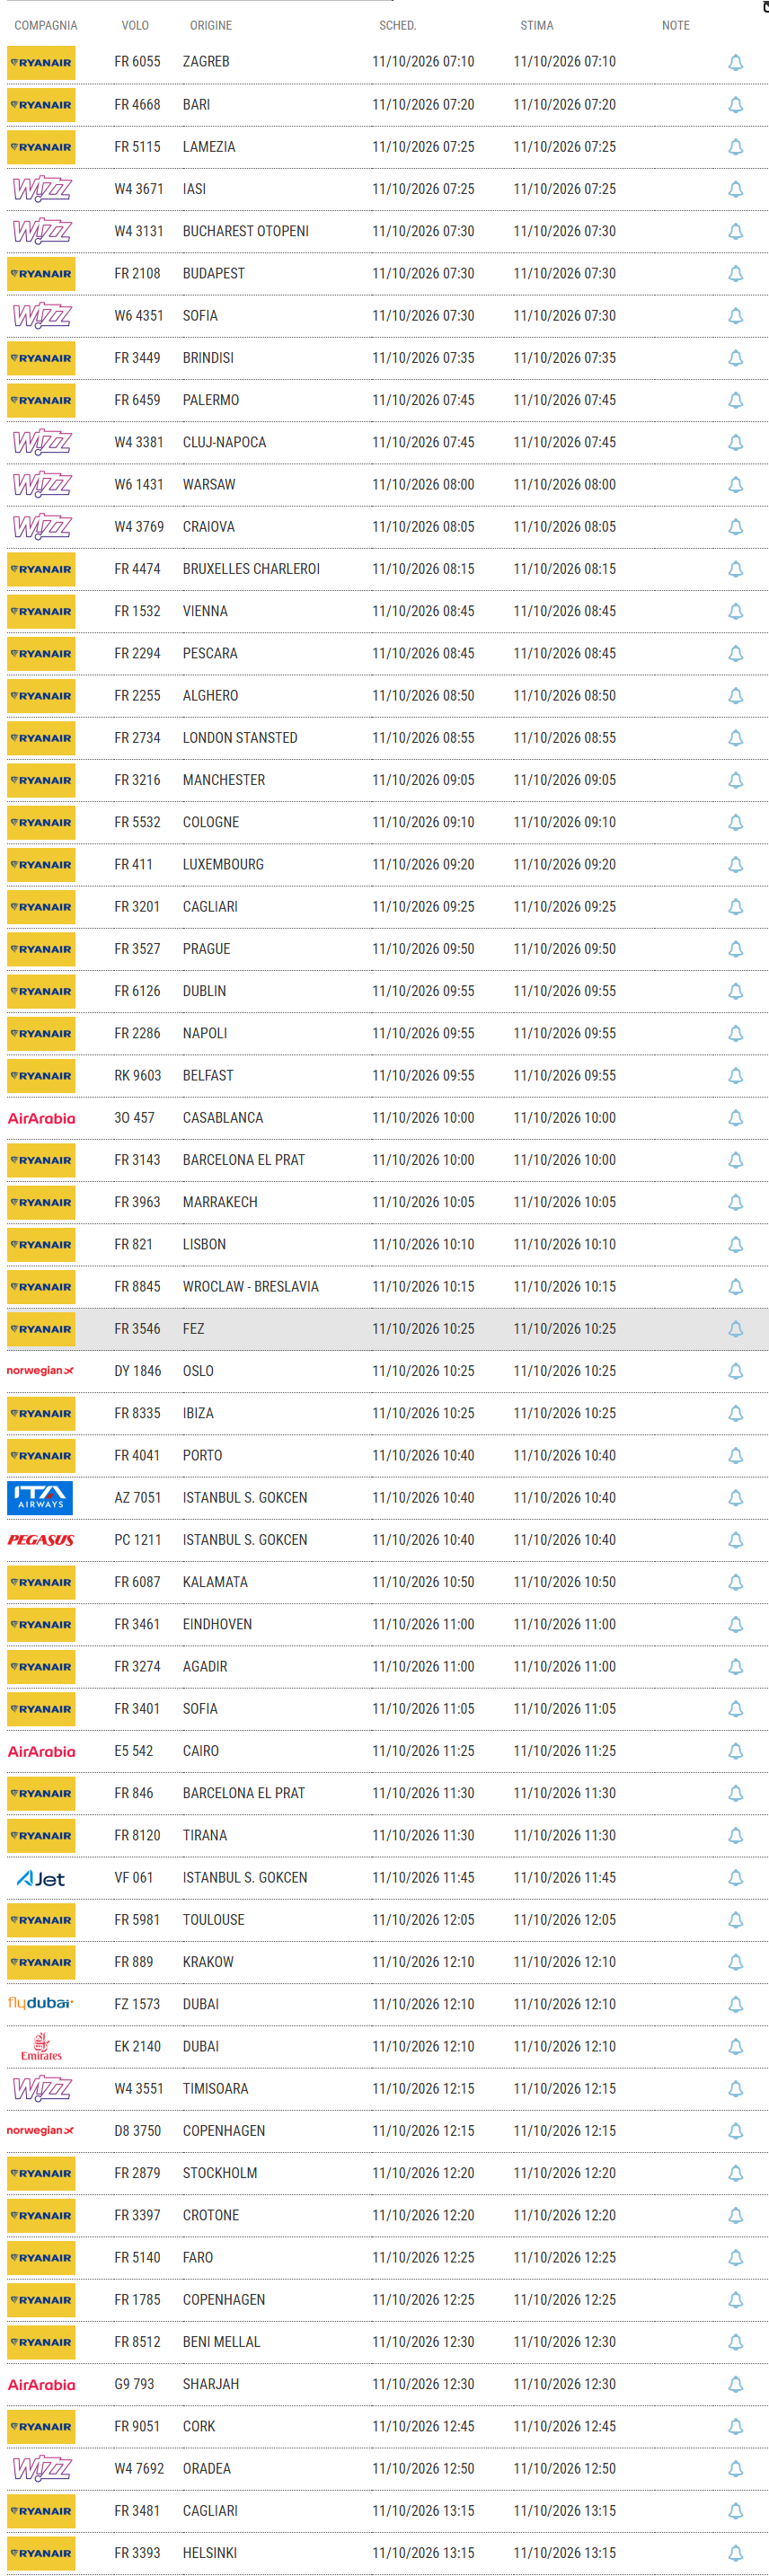 COMPAGNIA VOLO ORIGINE SCHED. STIMA NOTE
RYANAIR FR 6055 ZAGREB 11/10/2026 07:10 11/10/2026 07:10
RYANAIR FR 4668 BARI 11/10/2026 07:20 11/10/2026 07:20
RYANAIR FR 5115 LAMEZIA 11/10/2026 07:25 11/10/2026 07:25
WIZZ W4 3671 IASI 11/10/2026 07:25 11/10/2026 07:25
WIZZ W4 3131 BUCHAREST OTOPENI 11/10/2026 07:30 11/10/2026 07:30
RYANAIR FR 2108 BUDAPEST 11/10/2026 07:30 11/10/2026 07:30
WIZZ W6 4351 SOFIA 11/10/2026 07:30 11/10/2026 07:30
RYANAIR FR 3449 BRINDISI 11/10/2026 07:35 11/10/2026 07:35
RYANAIR FR 6459 PALERMO 11/10/2026 07:45 11/10/2026 07:45
WIZZ W4 3381 CLUJ-NAPOCA 11/10/2026 07:45 11/10/2026 07:45
WIZZ W6 1431 WARSAW 11/10/2026 08:00 11/10/2026 08:00
WIZZ W4 3769 CRAIOVA 11/10/2026 08:05 11/10/2026 08:05
RYANAIR FR 4474 BRUXELLES CHARLEROI 11/10/2026 08:15 11/10/2026 08:15
RYANAIR FR 1532 VIENNA 11/10/2026 08:45 11/10/2026 08:45
RYANAIR FR 2294 PESCARA 11/10/2026 08:45 11/10/2026 08:45
RYANAIR FR 2255 ALGHERO 11/10/2026 08:50 11/10/2026 08:50
RYANAIR FR 2734 LONDON STANSTED 11/10/2026 08:55 11/10/2026 08:55
RYANAIR FR 3216 MANCHESTER 11/10/2026 09:05 11/10/2026 09:05
RYANAIR FR 5532 COLOGNE 11/10/2026 09:10 11/10/2026 09:10
RYANAIR FR 411 LUXEMBOURG 11/10/2026 09:20 11/10/2026 09:20
RYANAIR FR 3201 CAGLIARI 11/10/2026 09:25 11/10/2026 09:25
RYANAIR FR 3527 PRAGUE 11/10/2026 09:50 11/10/2026 09:50
RYANAIR FR 6126 DUBLIN 11/10/2026 09:55 11/10/2026 09:55
RYANAIR FR 2286 NAPOLI 11/10/2026 09:55 11/10/2026 09:55
RYANAIR RK 9603 BELFAST 11/10/2026 09:55 11/10/2026 09:55
AirArabia 3O 457 CASABLANCA 11/10/2026 10:00 11/10/2026 10:00
RYANAIR FR 3143 BARCELONA EL PRAT 11/10/2026 10:00 11/10/2026 10:00
RYANAIR FR 3963 MARRAKECH 11/10/2026 10:05 11/10/2026 10:05
RYANAIR FR 821 LISBON 11/10/2026 10:10 11/10/2026 10:10
RYANAIR FR 8845 WROCLAW - BRESLAVIA 11/10/2026 10:15 11/10/2026 10:15
RYANAIR FR 3546 FEZ 11/10/2026 10:25 11/10/2026 10:25
norwegian DY 1846 OSLO 11/10/2026 10:25 11/10/2026 10:25
RYANAIR FR 8335 IBIZA 11/10/2026 10:25 11/10/2026 10:25
RYANAIR FR 4041 PORTO 11/10/2026 10:40 11/10/2026 10:40
ITA AIRWAYS AZ 7051 ISTANBUL S. GOKCEN 11/10/2026 10:40 11/10/2026 10:40
PEGASUS PC 1211 ISTANBUL S. GOKCEN 11/10/2026 10:40 11/10/2026 10:40
RYANAIR FR 6087 KALAMATA 11/10/2026 10:50 11/10/2026 10:50
RYANAIR FR 3461 EINDHOVEN 11/10/2026 11:00 11/10/2026 11:00
RYANAIR FR 3274 AGADIR 11/10/2026 11:00 11/10/2026 11:00
RYANAIR FR 3401 SOFIA 11/10/2026 11:05 11/10/2026 11:05
AirArabia E5 542 CAIRO 11/10/2026 11:25 11/10/2026 11:25
RYANAIR FR 846 BARCELONA EL PRAT 11/10/2026 11:30 11/10/2026 11:30
RYANAIR FR 8120 TIRANA 11/10/2026 11:30 11/10/2026 11:30
AJet VF 061 ISTANBUL S. GOKCEN 11/10/2026 11:45 11/10/2026 11:45
RYANAIR FR 5981 TOULOUSE 11/10/2026 12:05 11/10/2026 12:05
RYANAIR FR 889 KRAKOW 11/10/2026 12:10 11/10/2026 12:10
flydubai FZ 1573 DUBAI 11/10/2026 12:10 11/10/2026 12:10
Emirates EK 2140 DUBAI 11/10/2026 12:10 11/10/2026 12:10
WIZZ W4 3551 TIMISOARA 11/10/2026 12:15 11/10/2026 12:15
norwegian D8 3750 COPENHAGEN 11/10/2026 12:15 11/10/2026 12:15
RYANAIR FR 2879 STOCKHOLM 11/10/2026 12:20 11/10/2026 12:20
RYANAIR FR 3397 CROTONE 11/10/2026 12:20 11/10/2026 12:20
RYANAIR FR 5140 FARO 11/10/2026 12:25 11/10/2026 12:25
RYANAIR FR 1785 COPENHAGEN 11/10/2026 12:25 11/10/2026 12:25
RYANAIR FR 8512 BENI MELLAL 11/10/2026 12:30 11/10/2026 12:30
AirArabia G9 793 SHARJAH 11/10/2026 12:30 11/10/2026 12:30
RYANAIR FR 9051 CORK 11/10/2026 12:45 11/10/2026 12:45
WIZZ W4 7692 ORADEA 11/10/2026 12:50 11/10/2026 12:50
RYANAIR FR 3481 CAGLIARI 11/10/2026 13:15 11/10/2026 13:15
RYANAIR FR 3393 HELSINKI 11/10/2026 13:15 11/10/2026 13:15